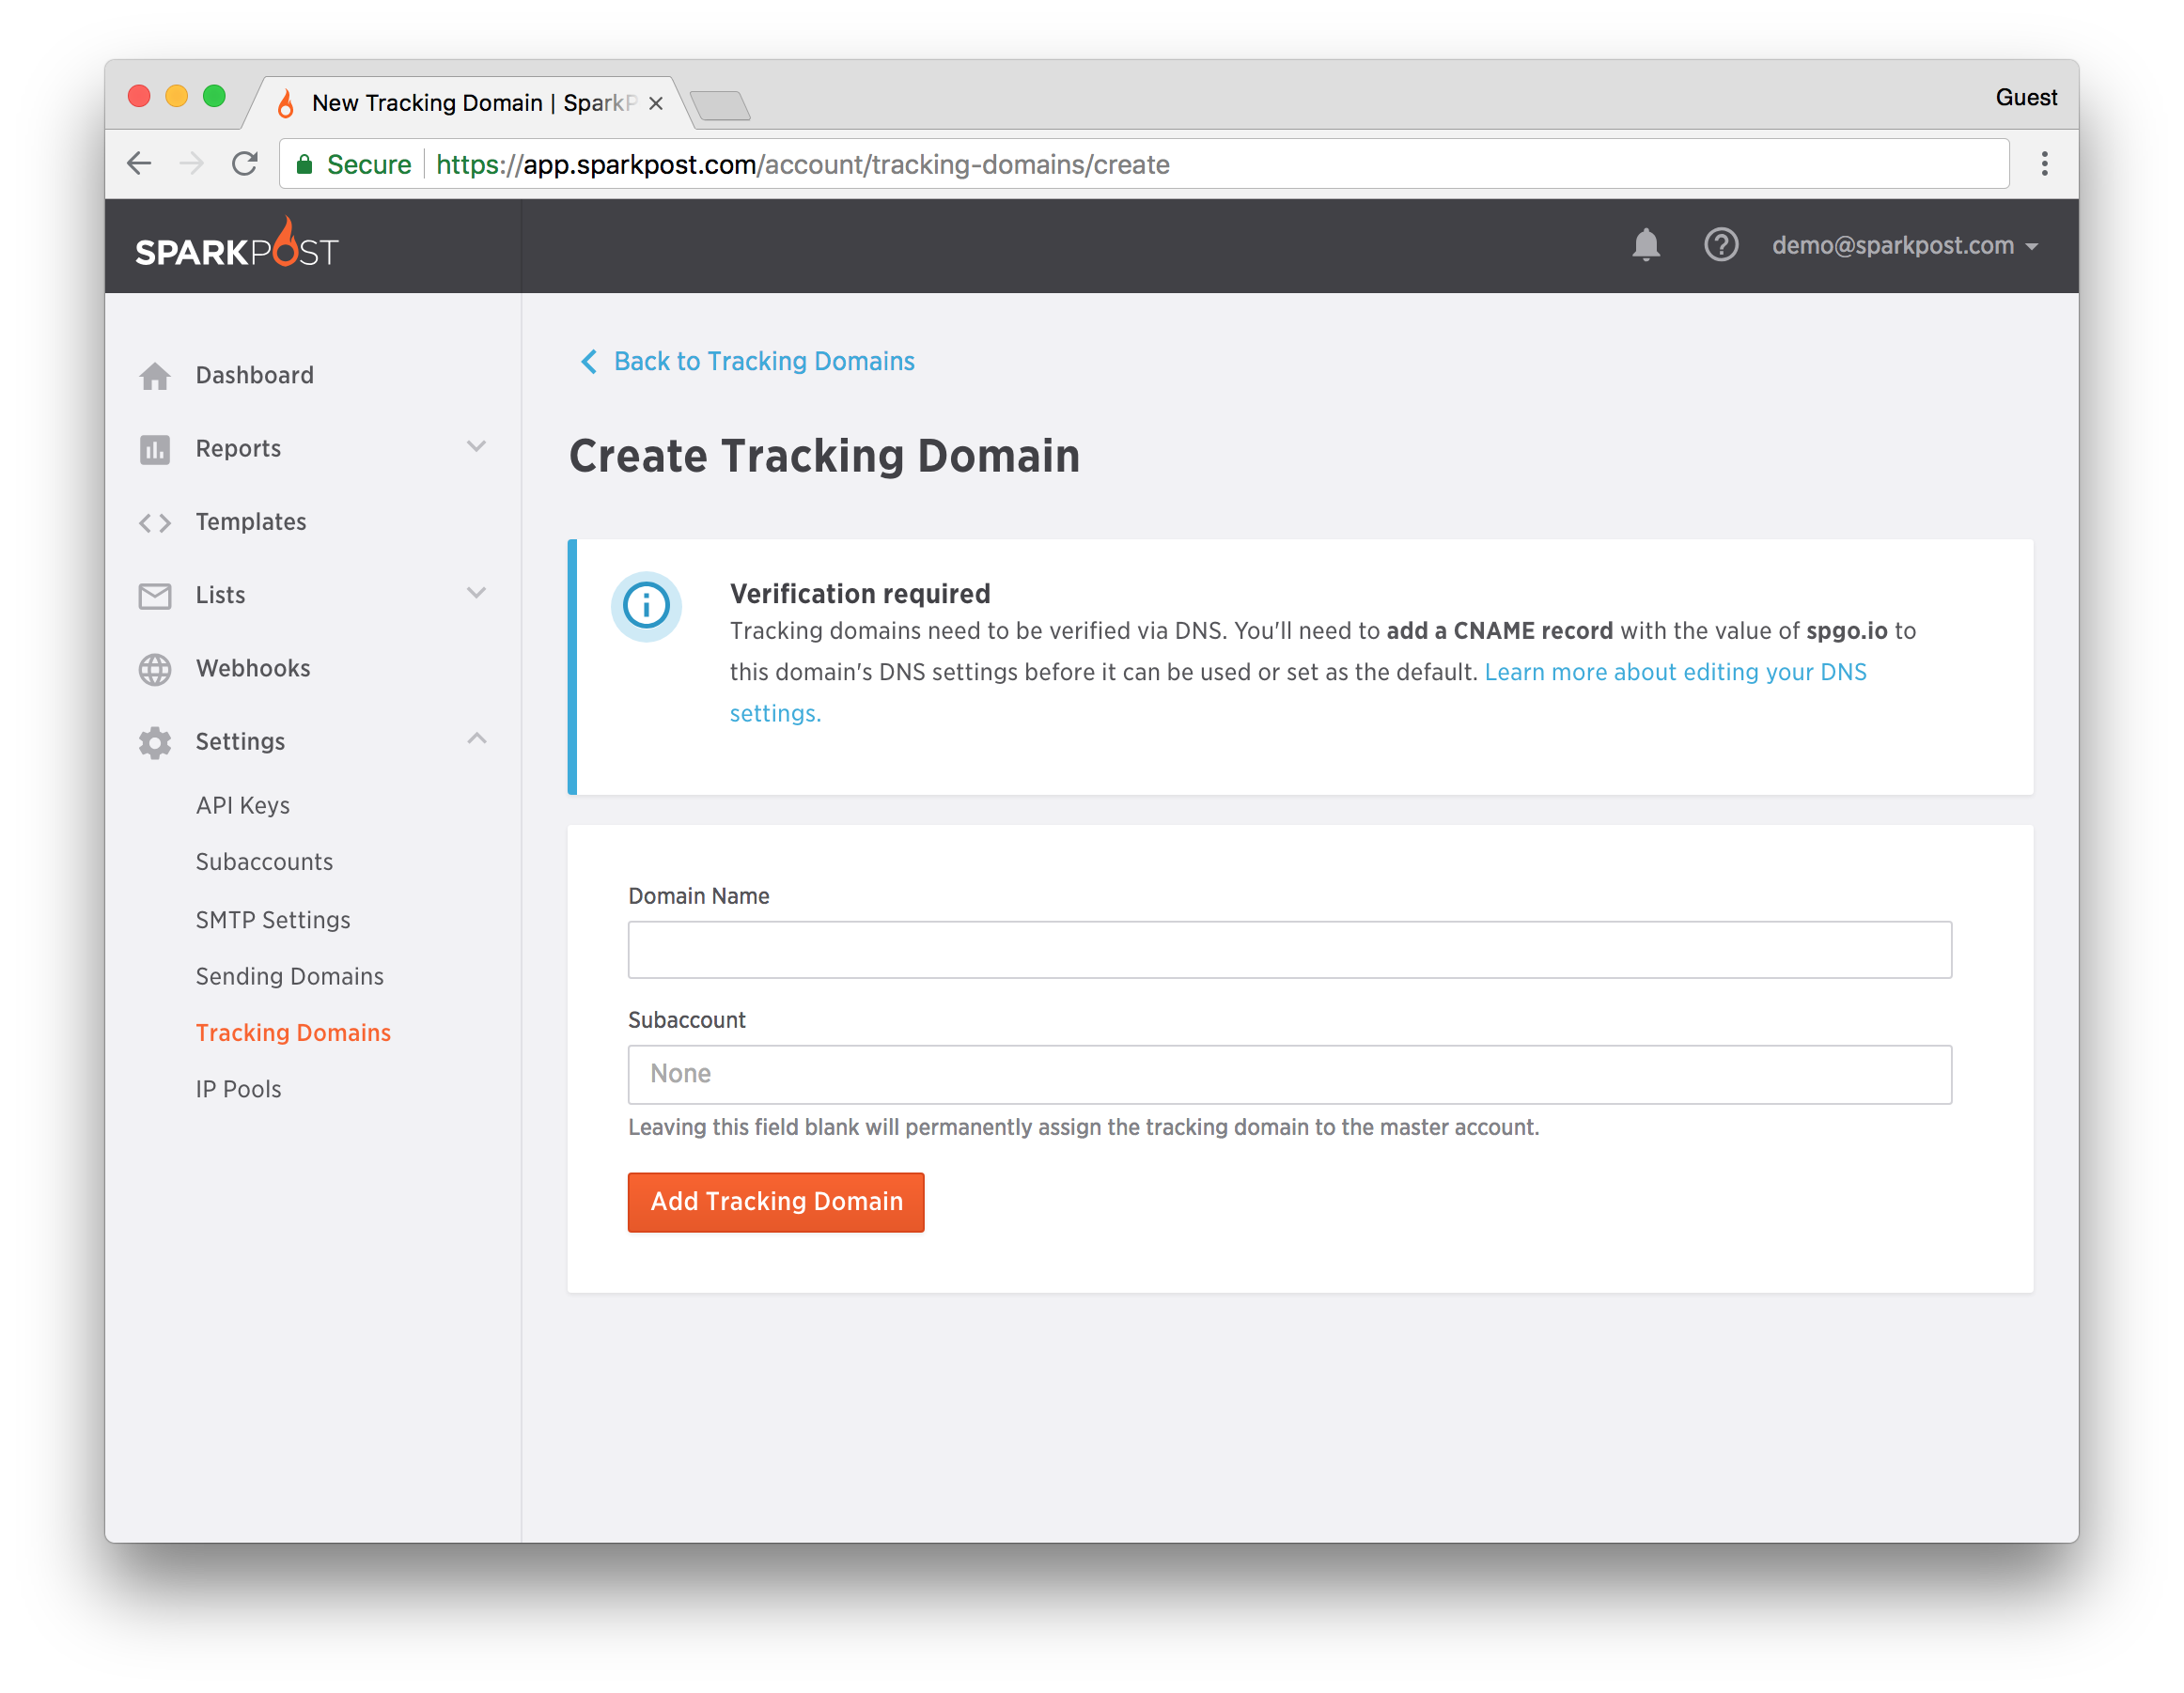 New Tracking Domain | SparkP
Guest
Secure
https://app.sparkpost.com/account/tracking-domains/create
SPARKPOST
demo@sparkpost.com
Dashboard
Reports
Templates
Lists
Webhooks
Settings
API Keys
Subaccounts
SMTP Settings
Sending Domains
Tracking Domains
IP Pools
Back to Tracking Domains
Create Tracking Domain
Verification required
Tracking domains need to be verified via DNS. You'll need to add a CNAME record with the value of spgo.io to
this domain's DNS settings before it can be used or set as the default. Learn more about editing your DNS
settings.
Domain Name
Subaccount
None
Leaving this field blank will permanently assign the tracking domain to the master account.
Add Tracking Domain